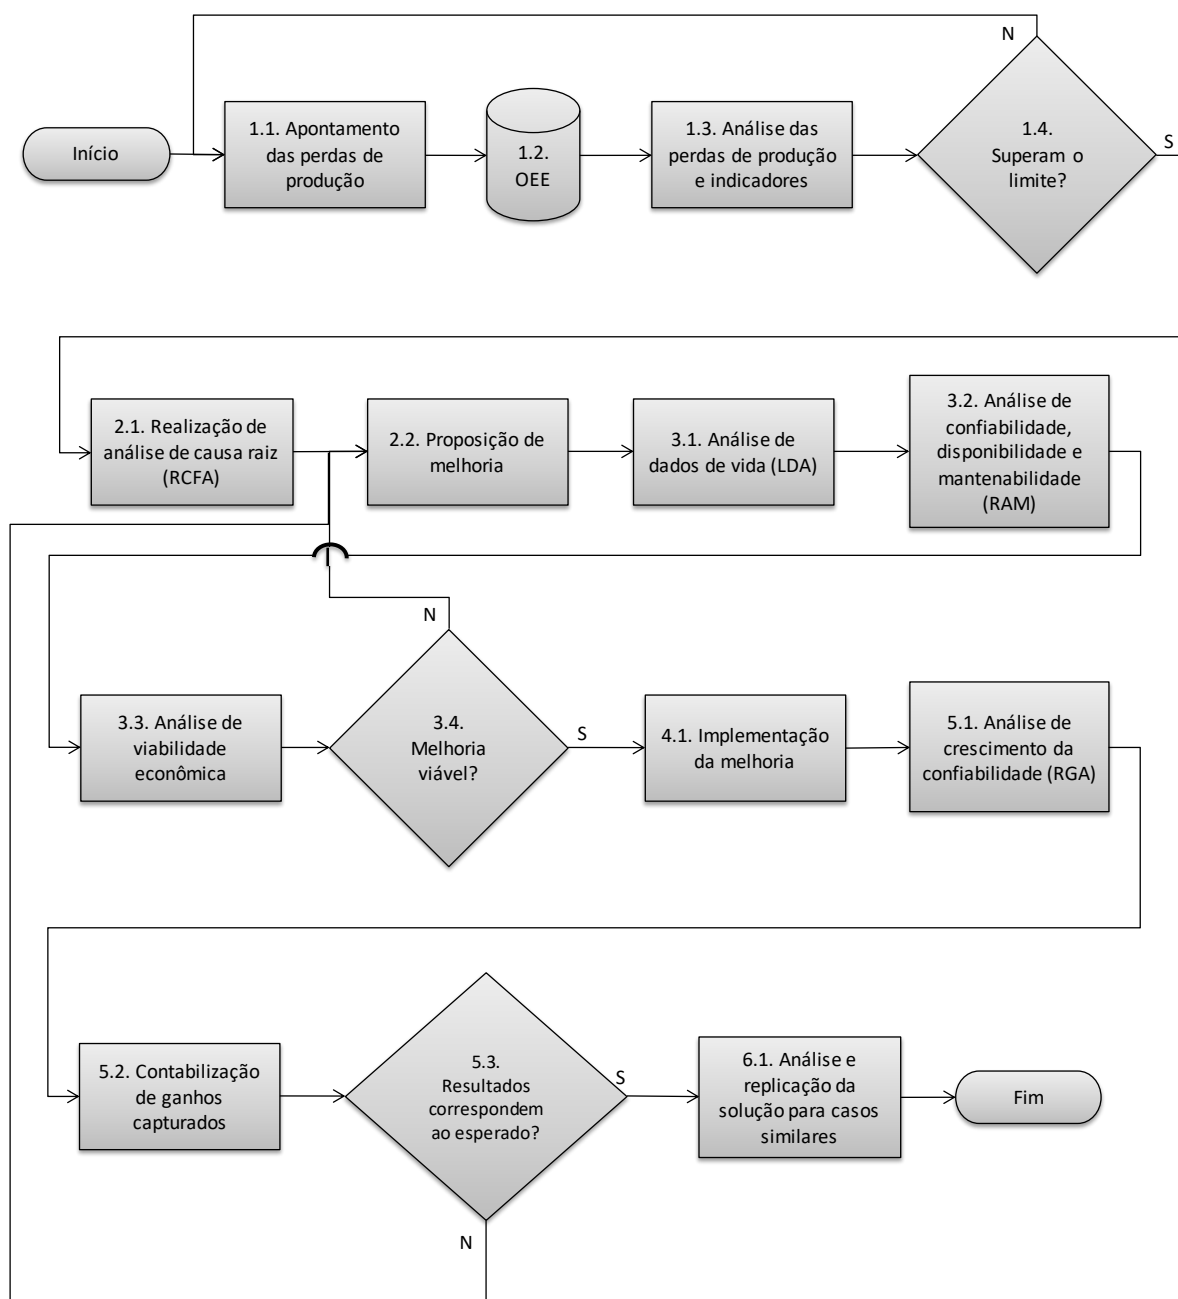 N
Início
1.1. Apontamento
das perdas de
produção
1.2.
OEE
1.3. Análise das
perdas de produção
e indicadores
1.4.
Superam o
limite?
S
2.1. Realização de
análise de causa raiz
(RCFA)
2.2. Proposição de
melhoria
3.1. Análise de
dados de vida (LDA)
3.2. Análise de
confiabilidade,
disponibilidade e
mantenabilidade
(RAM)
N
3.3. Análise de
viabilidade
econômica
3.4.
Melhoria
viável?
S
4.1. Implementação
da melhoria
5.1. Análise de
crescimento da
confiabilidade (RGA)
5.2. Contabilização
de ganhos
capturados
5.3.
Resultados
correspondem
ao esperado?
S
6.1. Análise e
replicação da
solução para casos
similares
Fim
N